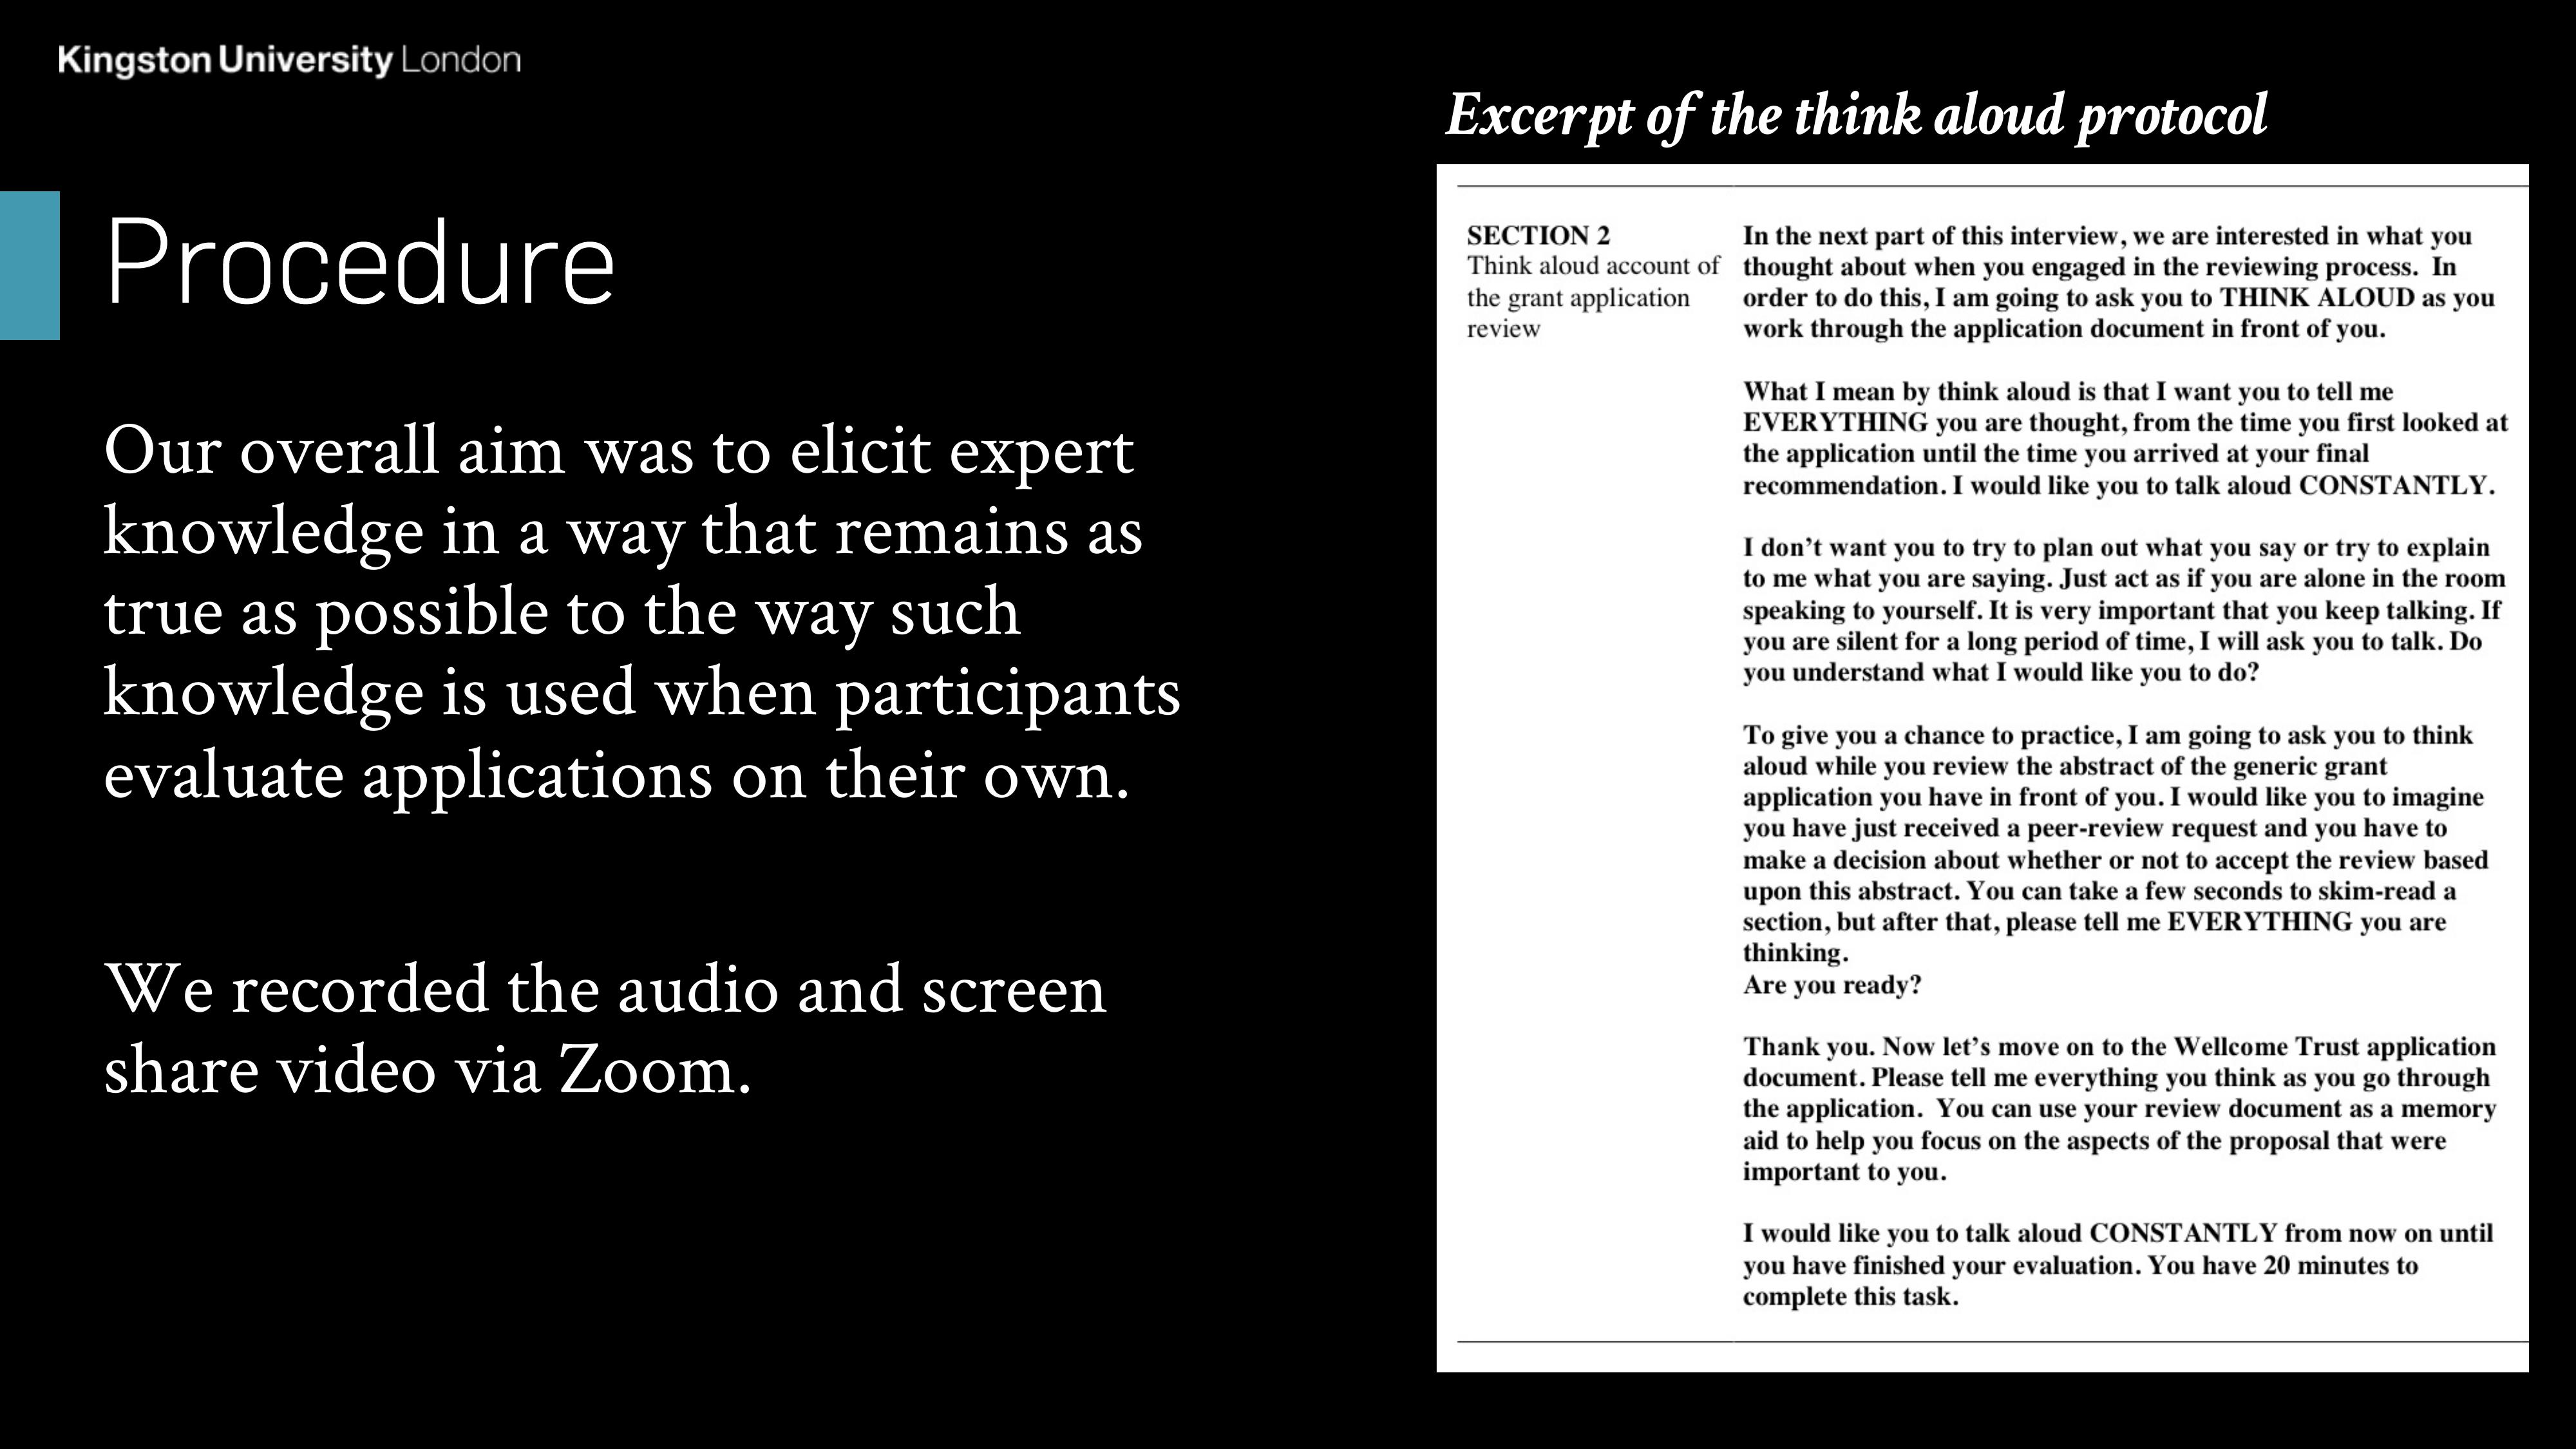 Kingston University London
Procedure
Our overall aim was to elicit expert
knowledge in a way that remains as
true as possible to the way such
knowledge is used when participants
evaluate applications on their own.
We recorded the audio and screen
share video via Zoom.
Excerpt of the think aloud protocol
SECTION 2
Think aloud account of
the grant application
review
In the next part of this interview, we are interested in what you
thought about when you engaged in the reviewing process.  In
order to do this, I am going to ask you to THINK ALOUD as you
work through the application document in front of you.
What I mean by think aloud is that I want you to tell me
EVERYTHING you are thought, from the time you first looked at
the application until the time you arrived at your final
recommendation. I would like you to talk aloud CONSTANTLY.
I don’t want you to try to plan out what you say or try to explain
to me what you are saying. Just act as if you are alone in the room
speaking to yourself. It is very important that you keep talking. If
you are silent for a long period of time, I will ask you to talk. Do
you understand what I would like you to do?
To give you a chance to practice, I am going to ask you to think
aloud while you review the abstract of the generic grant
application you have in front of you. I would like you to imagine
you have just received a peer-review request and you have to
make a decision about whether or not to accept the review based
upon this abstract. You can take a few seconds to skim-read a
section, but after that, please tell me EVERYTHING you are
thinking.
Are you ready?
Thank you. Now let’s move on to the Wellcome Trust application
document. Please tell me everything you think as you go through
the application.  You can use your review document as a memory
aid to help you focus on the aspects of the proposal that were
important to you.
I would like you to talk aloud CONSTANTLY from now on until
you have finished your evaluation. You have 20 minutes to
complete this task.